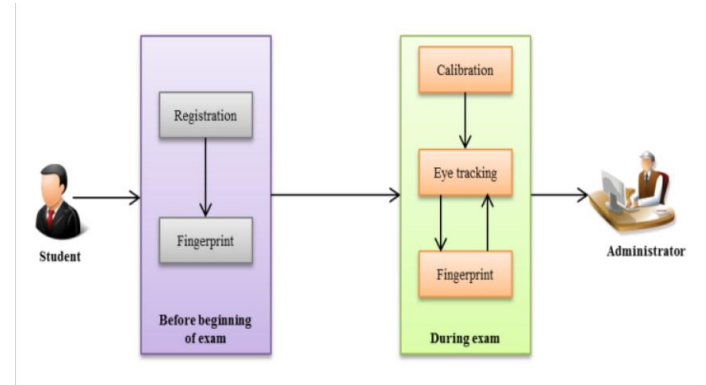 Student
Registration
Fingerprint
Before beginning
of exam
Calibration
Eye tracking
Fingerprint
During exam
Administrator